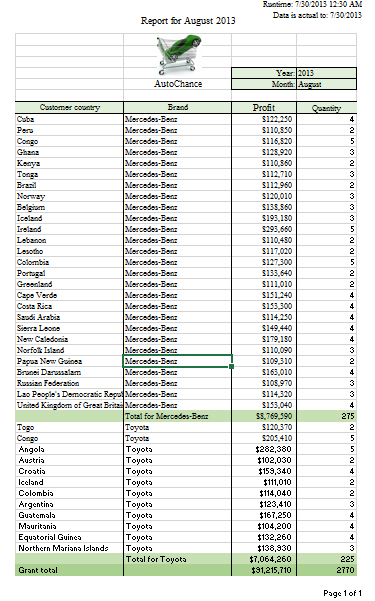 Runtime: 7/30/2013 12:30 AM
Report for August 2013 Data is actual to: 7/30/2013
AutoChance
Year: 2013
Month: August
Customer country Brand Profit Quantity
Cuba Mercedes-Benz $122,250 4
Peru Mercedes-Benz $110,850 2
Congo Mercedes-Benz $116,820 5
Ghana Mercedes-Benz $128,920 3
Kenya Mercedes-Benz $110,860 2
Tonga Mercedes-Benz $112,710 3
Brazil Mercedes-Benz $112,960 2
Norway Mercedes-Benz $120,010 3
Belgium Mercedes-Benz $138,860 3
Iceland Mercedes-Benz $193,180 3
Ireland Mercedes-Benz $293,660 5
Lebanon Mercedes-Benz $110,480 2
Lesotho Mercedes-Benz $117,020 2
Colombia Mercedes-Benz $127,300 5
Portugal Mercedes-Benz $133,640 2
Greenland Mercedes-Benz $111,010 2
Cape Verde Mercedes-Benz $151,240 4
Costa Rica Mercedes-Benz $153,300 4
Saudi Arabia Mercedes-Benz $114,250 4
Sierra Leone Mercedes-Benz $149,440 4
New Caledonia Mercedes-Benz $179,180 4
Norfolk Island Mercedes-Benz $110,090 3
Papua New Guinea Mercedes-Benz $109,310 2
Brunei Darussalam Mercedes-Benz $163,010 4
Russian Federation Mercedes-Benz $108,970 3
Lao People's Democratic Repul Mercedes-Benz $114,320 3
United Kingdom of Great Britai Mercedes-Benz $153,040 4
Total for Mercedes-Benz $8,769,590 275
Togo Toyota $120,370 2
Congo Toyota $205,410 5
Angola Toyota $282,380 5
Austria Toyota $102,030 2
Croatia Toyota $159,340 4
Iceland Toyota $111,010 2
Colombia Toyota $114,040 2
Argentina Toyota $123,410 3
Guatemala Toyota $167,250 4
Mauritania Toyota $104,200 4
Equatorial Guinea Toyota $132,260 4
Northern Mariana Islands Toyota $138,930 3
Total for Toyota $7,064,260 225
Grant total $91,215,710 2770
Page 1 of 1